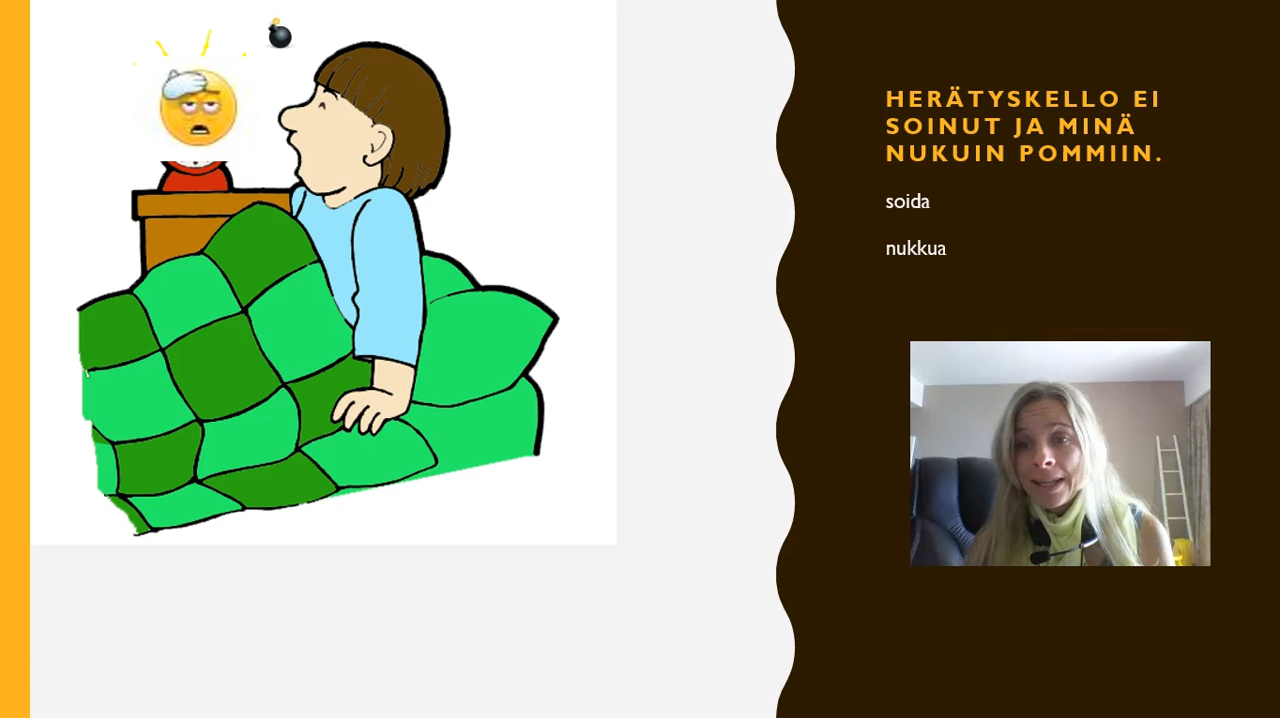 HERÄTYSKELLO EI
SOINUT JA MINÄ
NUKUIN POMMIIN.
soida
nukkua